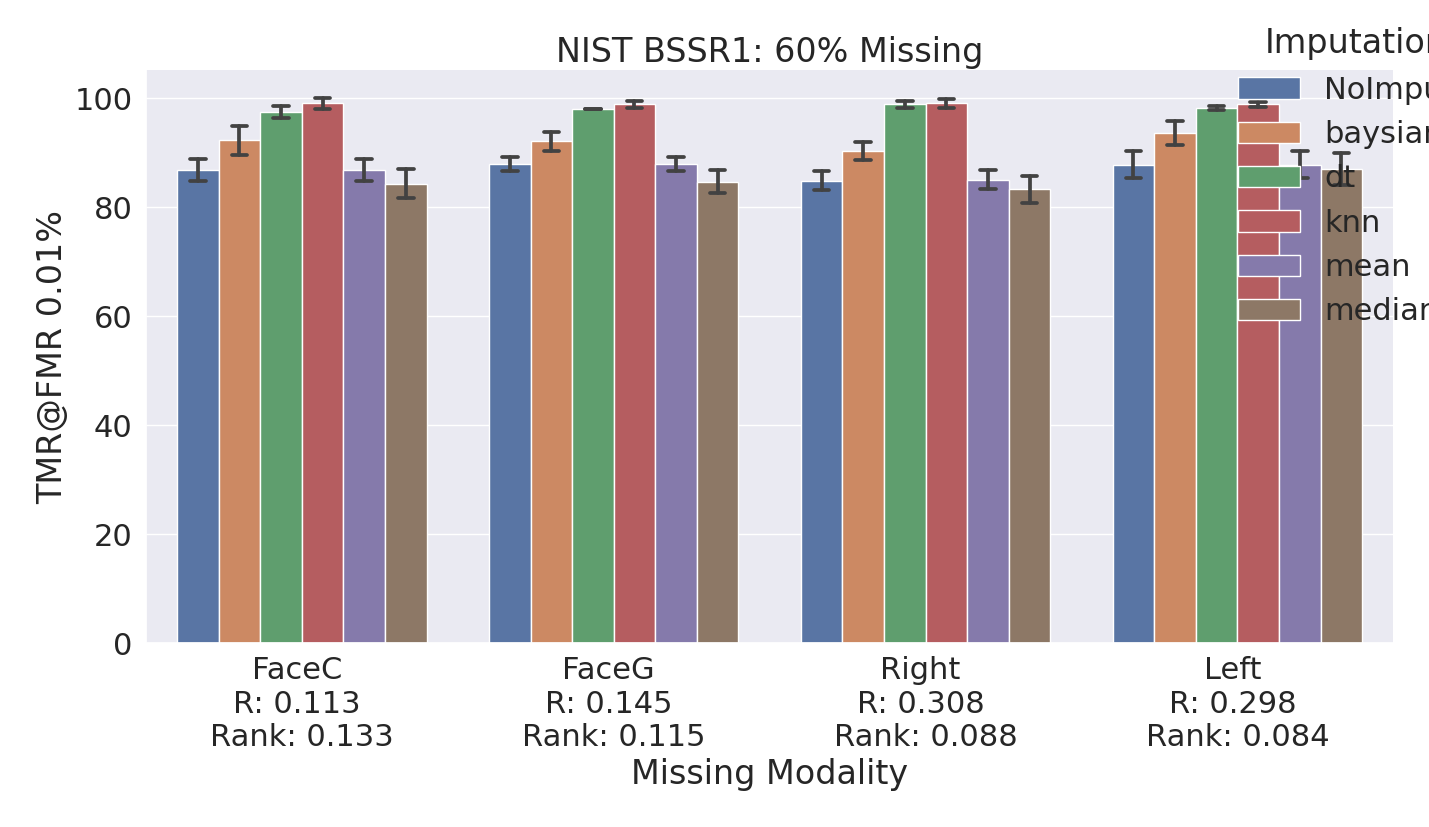 NIST BSSR1: 60% Missing
Imputation
NoImpu
baysian
dt
knn
mean
median
TMR@FMR 0.01%
100
80
60
40
20
0
FaceC
R: 0.113
Rank: 0.133
FaceG
R: 0.145
Rank: 0.115
Right
R: 0.308
Rank: 0.088
Left
R: 0.298
Rank: 0.084
Missing Modality